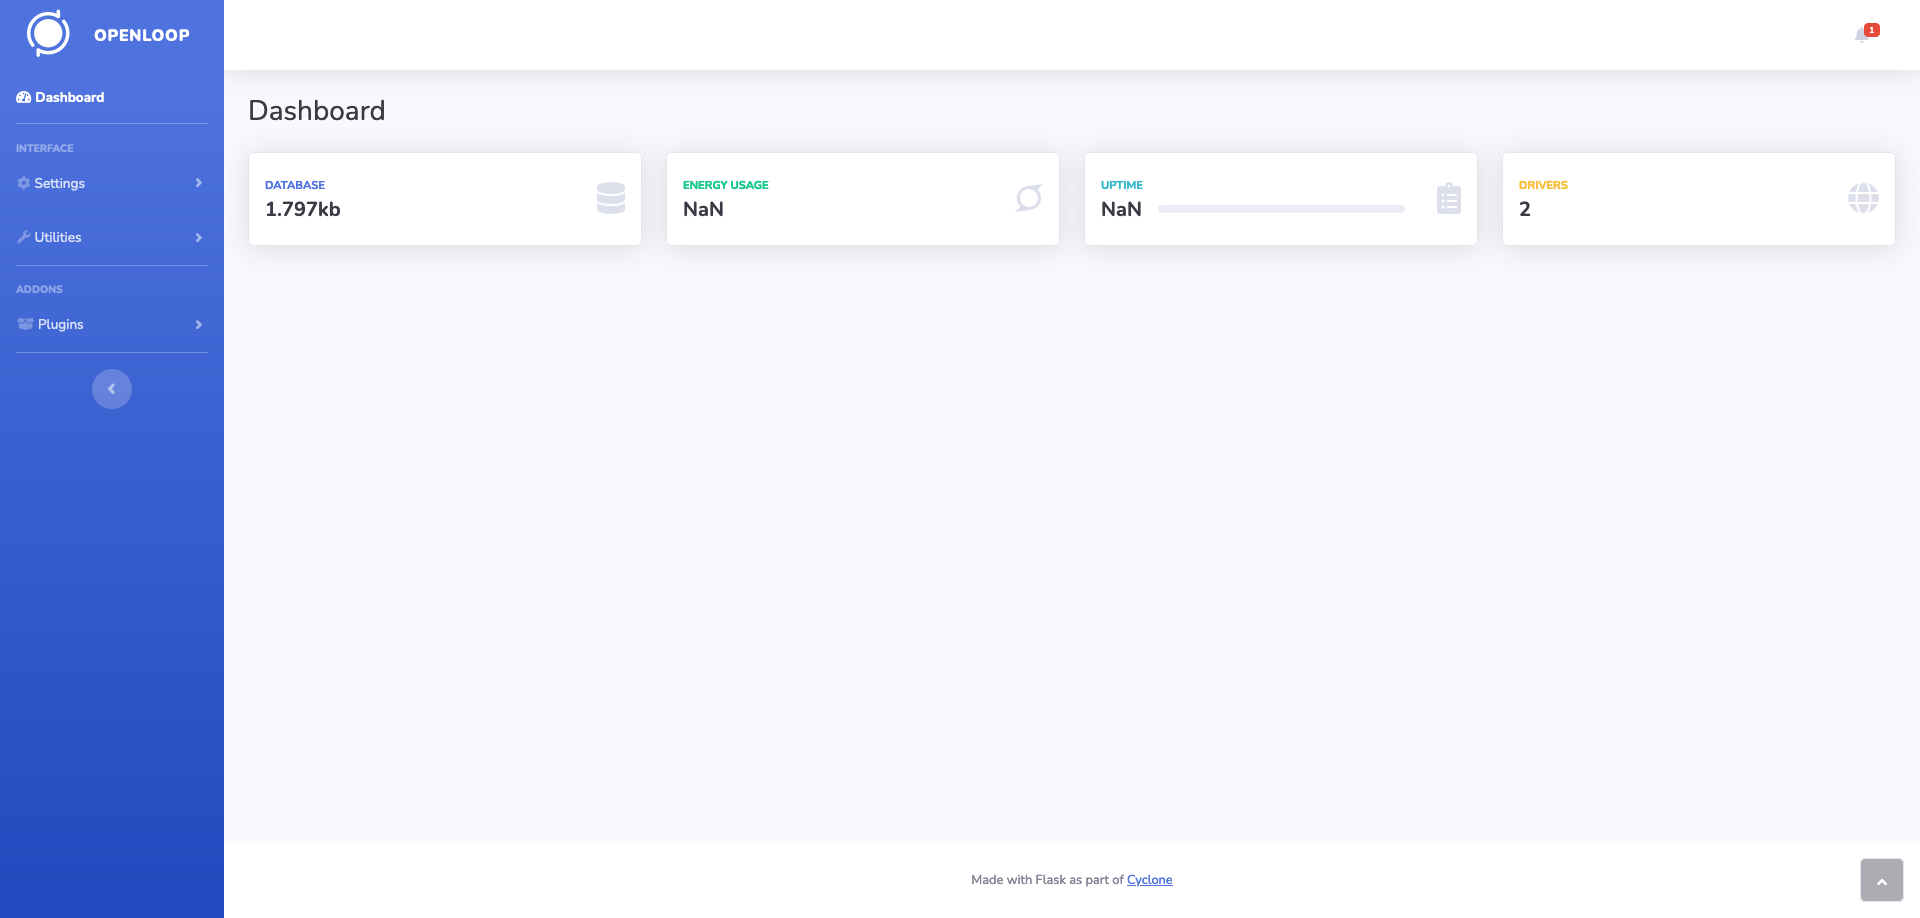 OPENLOOP
1
Dashboard
INTERFACE
Settings
Utilities
ADDONS
Plugins
Dashboard
DATABASE
1.797kb
ENERGY USAGE
NaN
UPTIME
NaN
DRIVERS
2
Made with Flask as part of Cyclone